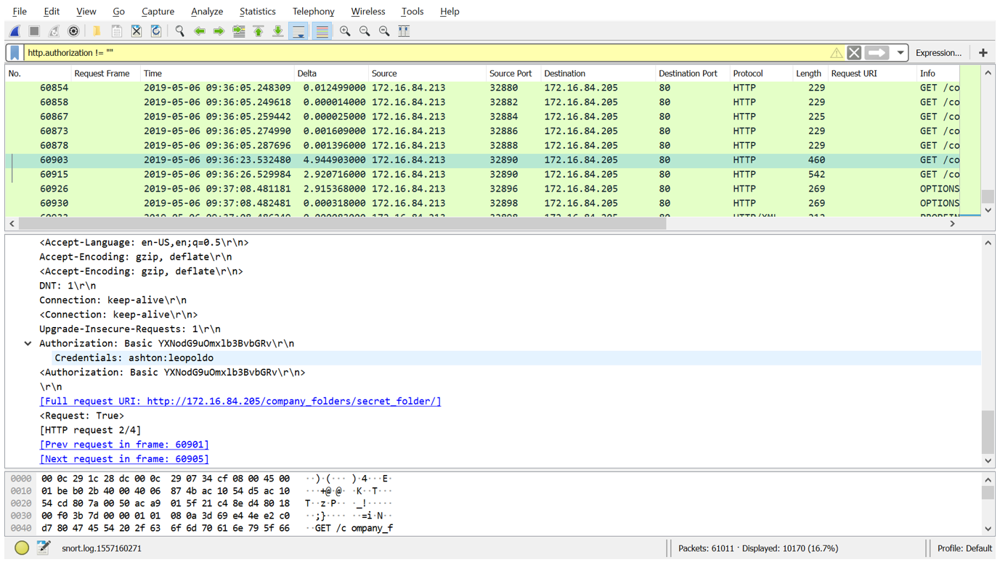 File Edit View Go Capture Analyze Statistics Telephony Wireless Tools Help
http.authorization != "" Expression... +
No. Request Frame Time Delta Source Source Port Destination Destination Port Protocol Length Request URI Info
60854 2019-05-06 09:36:05.248309 0.012499000 172.16.84.213 32880 172.16.84.205 80 HTTP 229 GET /co
60858 2019-05-06 09:36:05.249618 0.000014000 172.16.84.213 32882 172.16.84.205 80 HTTP 229 GET /co
60867 2019-05-06 09:36:05.259442 0.000025000 172.16.84.213 32884 172.16.84.205 80 HTTP 225 GET /co
60873 2019-05-06 09:36:05.274990 0.001609000 172.16.84.213 32886 172.16.84.205 80 HTTP 229 GET /co
60878 2019-05-06 09:36:05.287696 0.001396000 172.16.84.213 32888 172.16.84.205 80 HTTP 229 GET /co
60903 2019-05-06 09:36:23.532480 4.944903000 172.16.84.213 32890 172.16.84.205 80 HTTP 460 GET /co
60915 2019-05-06 09:36:26.529984 2.920716000 172.16.84.213 32890 172.16.84.205 80 HTTP 542 GET /co
60926 2019-05-06 09:37:08.481181 2.915368000 172.16.84.213 32896 172.16.84.205 80 HTTP 269 OPTIONS
60930 2019-05-06 09:37:08.482481 0.000318000 172.16.84.213 32898 172.16.84.205 80 HTTP 269 OPTIONS
<Accept-Language: en-US,en;q=0.5\r\n>
Accept-Encoding: gzip, deflate\r\n
<Accept-Encoding: gzip, deflate\r\n>
DNT: 1\r\n
Connection: keep-alive\r\n
<Connection: keep-alive\r\n>
Upgrade-Insecure-Requests: 1\r\n
Authorization: Basic YXNodG9uOmxlb3BvbGRv\r\n
Credentials: ashton:leopoldo
<Authorization: Basic YXNodG9uOmxlb3BvbGRv\r\n>
\r\n
[Full request URI: http://172.16.84.205/company_folders/secret_folder/]
<Request: True>
[HTTP request 2/4]
[Prev request in frame: 60901]
[Next request in frame: 60905]
0000 00 0c 29 1c 28 dc 00 0c 29 07 34 cf 08 00 45 00 ··)·(··· )·4···E·
0010 01 be b0 2b 40 00 40 06 87 4b ac 10 54 d5 ac 10 ···+@·@· ·K··T···
0020 54 cd 80 7a 00 50 ac a9 01 5f 21 c4 8e d4 80 18 T··z·P·· ·_!·····
0030 00 f0 3b 7d 00 00 01 01 08 0a 3d 69 e4 4e e2 c0 ··;}···· ··=i·N··
0040 d7 80 47 45 54 20 2f 63 6f 6d 70 61 6e 79 5f 66 ··GET /c ompany_f
snort.log.1557160271 Packets: 61011 · Displayed: 10170 (16.7%) Profile: Default